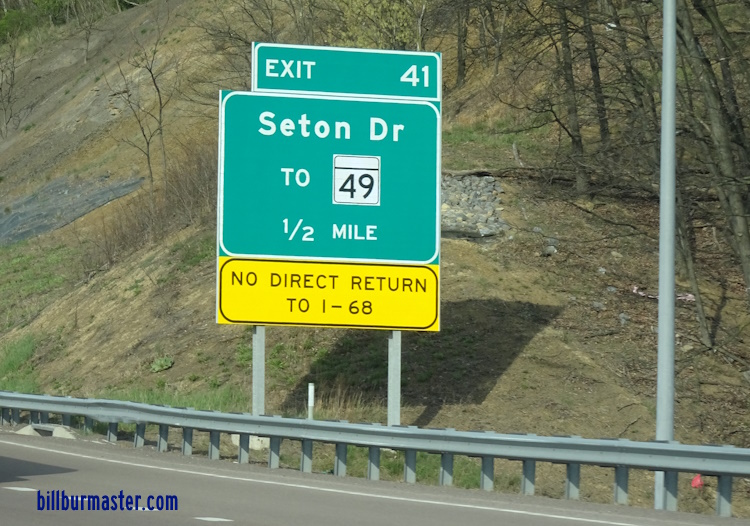 EXIT 41
Seton Dr
TO 49
1/2 MILE
NO DIRECT RETURN
TO I-68
billburmaster.com